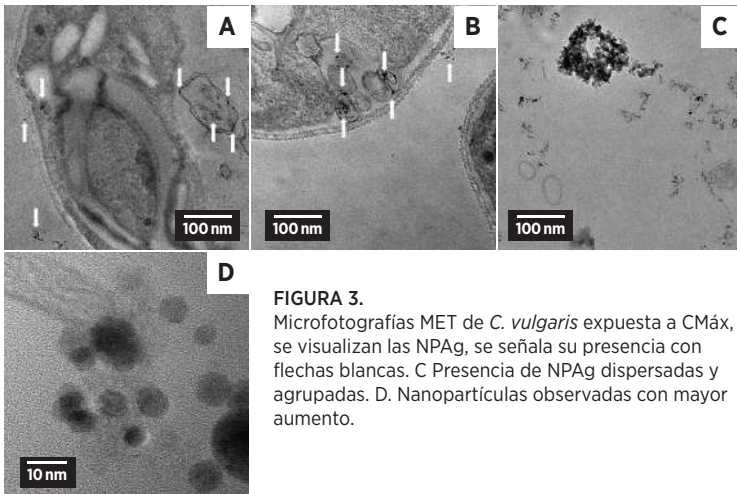 A
B
C
100 nm
100 nm
100 nm
D
10 nm
FIGURA 3.
Microfotografías MET de C. vulgaris expuesta a CMáx,
se visualizan las NPAg, se señala su presencia con
flechas blancas. C Presencia de NPAg dispersadas y
agrupadas. D. Nanopartículas observadas con mayor
aumento.